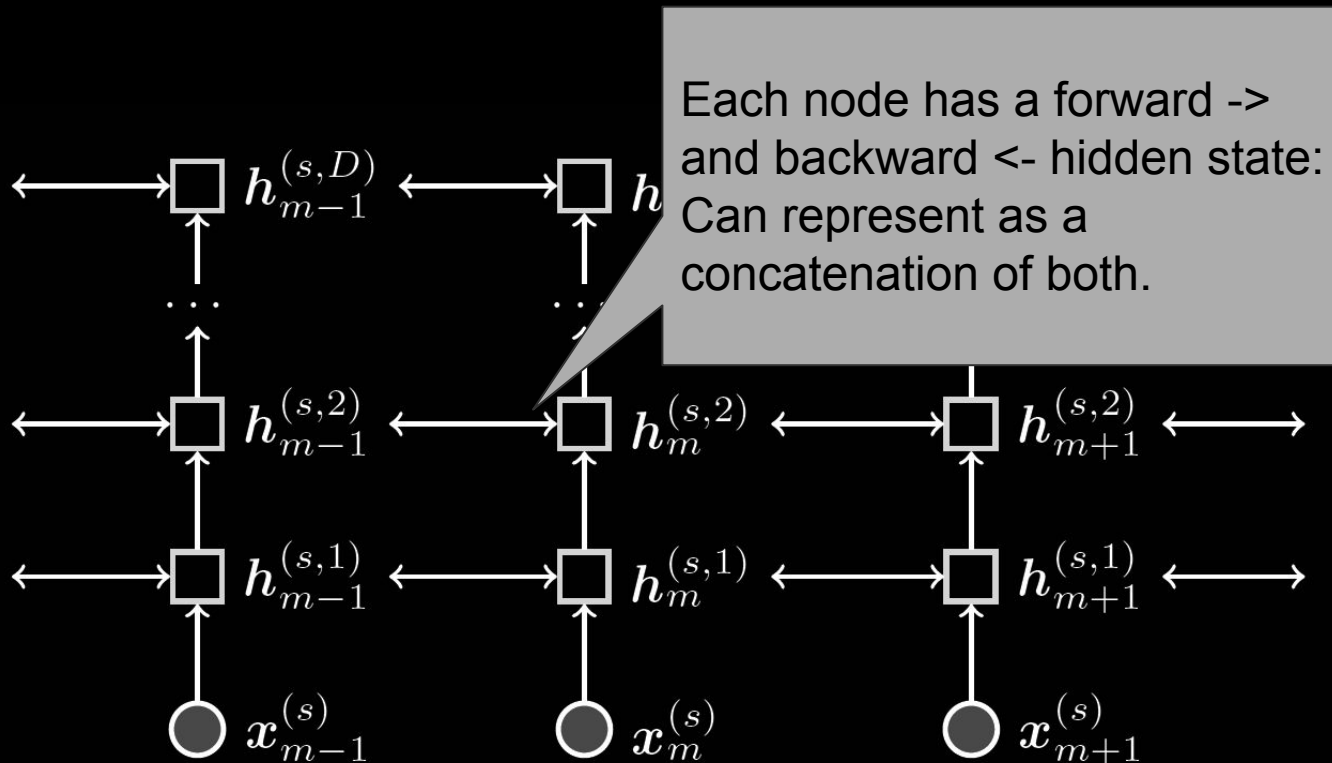 Each node has a forward ->
and backward <- hidden state:
Can represent as a
concatenation of both.
h_{m-1}^{(s,D)} h
... ...
h_{m-1}^{(s,2)} h_m^{(s,2)} h_{m+1}^{(s,2)}
h_{m-1}^{(s,1)} h_m^{(s,1)} h_{m+1}^{(s,1)}
x_{m-1}^{(s)} x_m^{(s)} x_{m+1}^{(s)}